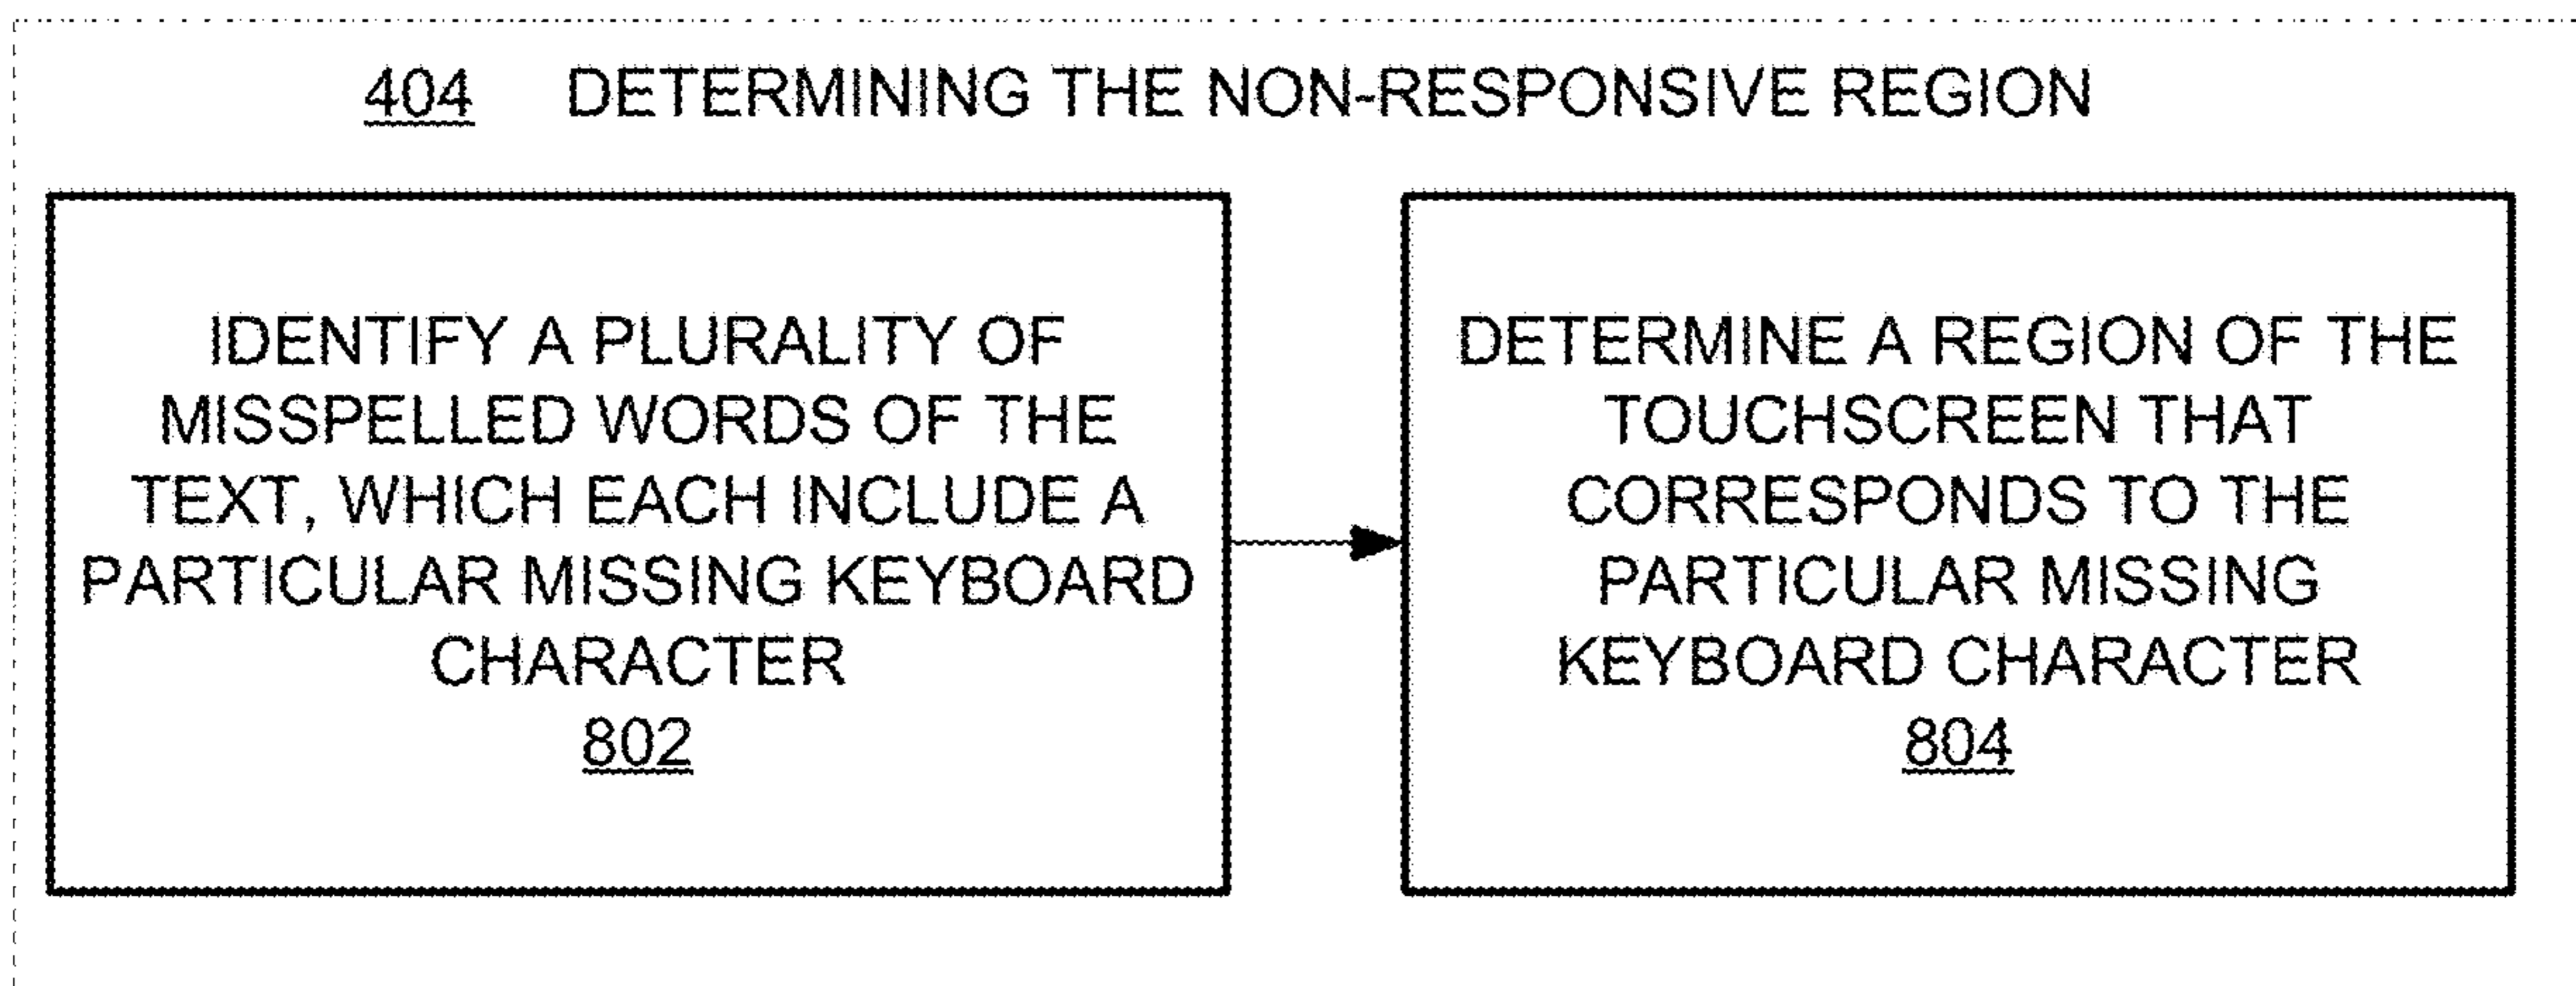 404 DETERMINING THE NON-RESPONSIVE REGION
IDENTIFY A PLURALITY OF
MISSPELLED WORDS OF THE
TEXT, WHICH EACH INCLUDE A
PARTICULAR MISSING KEYBOARD
CHARACTER
802
DETERMINE A REGION OF THE
TOUCHSCREEN THAT
CORRESPONDS TO THE
PARTICULAR MISSING
KEYBOARD CHARACTER
804